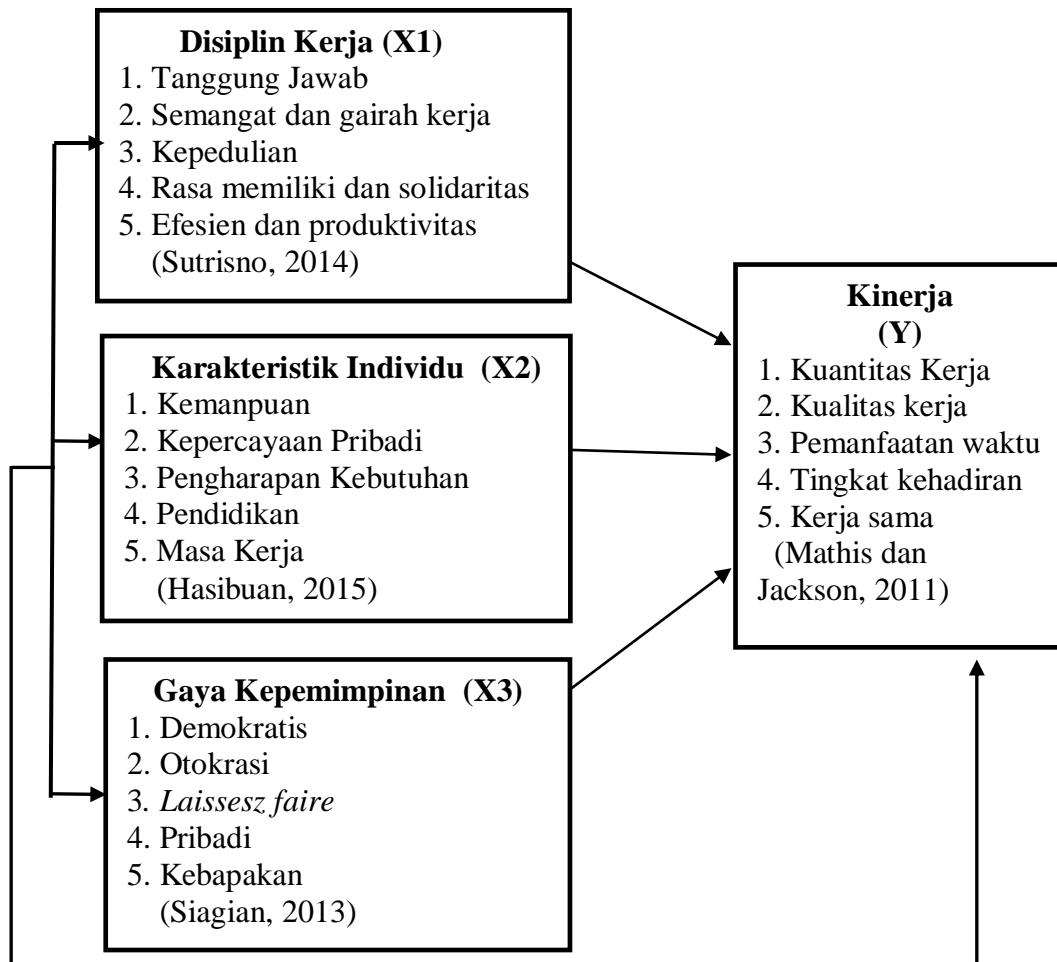 Disiplin Kerja (X1)
1. Tanggung Jawab
2. Semangat dan gairah kerja
3. Kepedulian
4. Rasa memiliki dan solidaritas
5. Efesien dan produktivitas
(Sutrisno, 2014)
Karakteristik Individu (X2)
1. Kemanpuan
2. Kepercayaan Pribadi
3. Pengharapan Kebutuhan
4. Pendidikan
5. Masa Kerja
(Hasibuan, 2015)
Gaya Kepemimpinan (X3)
1. Demokratis
2. Otokrasi
3. Laissesz faire
4. Pribadi
5. Kebapakan
(Siagian, 2013)
Kinerja
(Y)
1. Kuantitas Kerja
2. Kualitas kerja
3. Pemanfaatan waktu
4. Tingkat kehadiran
5. Kerja sama
(Mathis dan
Jackson, 2011)